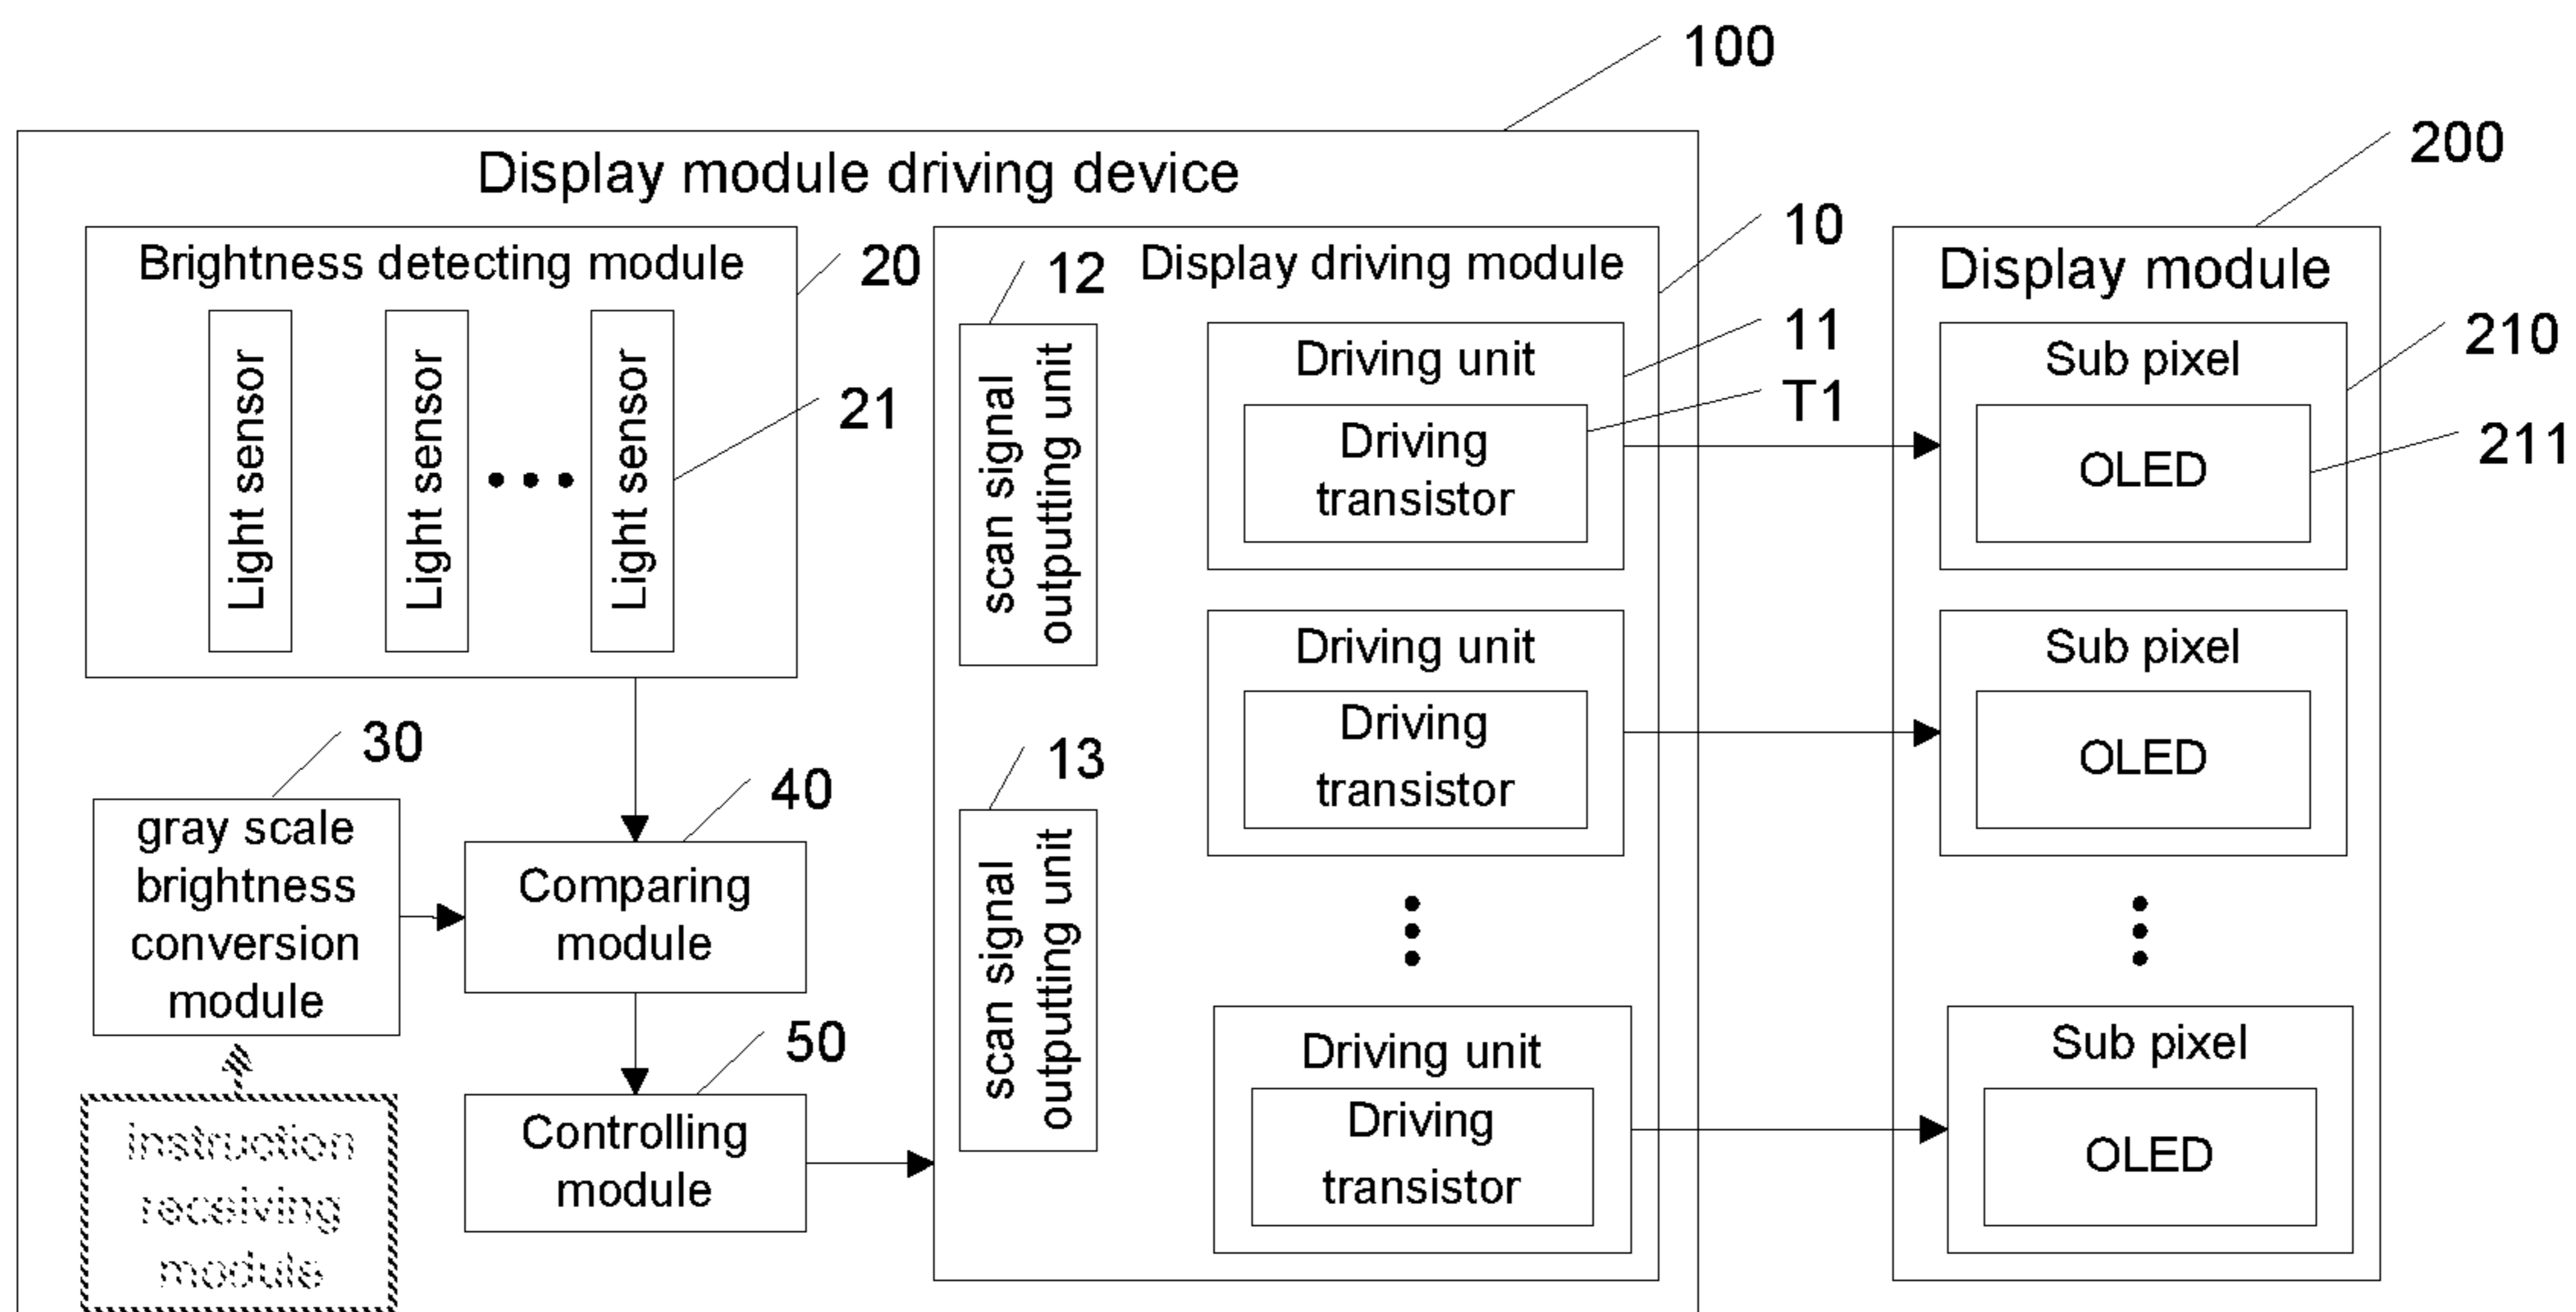 100
Display module driving device
200
Brightness detecting module
20
Light sensor
Light sensor
Light sensor
21
12
Display driving module
10
scan signal
outputting unit
Driving unit
11
Driving
transistor
T1
Display module
Sub pixel
210
OLED
211
Driving unit
Driving
transistor
Sub pixel
OLED
30
gray scale
brightness
conversion
module
40
Comparing
module
13
scan signal
outputting unit
50
Controlling
module
instruction
receiving
module
Driving unit
Driving
transistor
Sub pixel
OLED